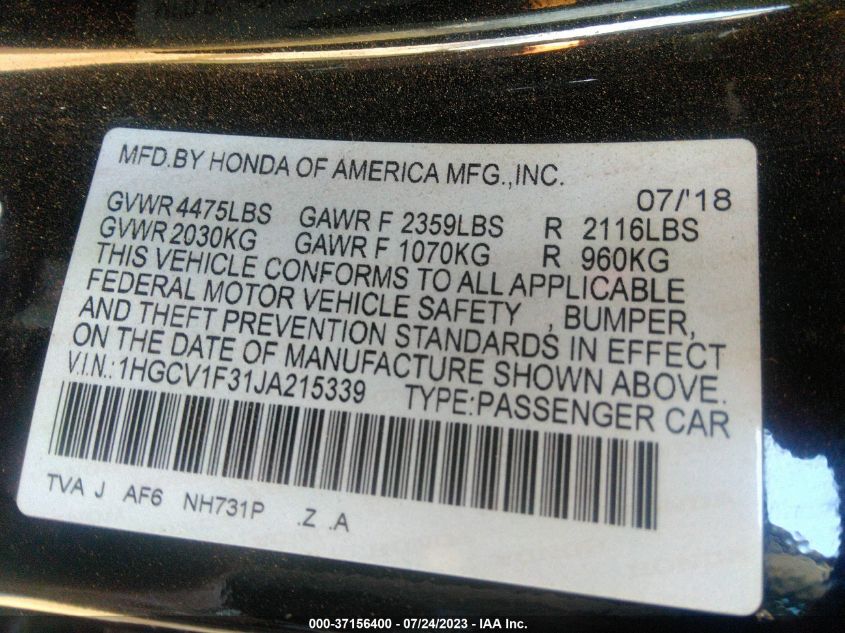 MFD.BY HONDA OF AMERICA MFG.,INC.
07/'18
GVWR 4475LBS GAWR F 2359LBS R 2116LBS
GVWR 2030KG GAWR F 1070KG R 960KG
THIS VEHICLE CONFORMS TO ALL APPLICABLE
FEDERAL MOTOR VEHICLE SAFETY , BUMPER,
AND THEFT PREVENTION STANDARDS IN EFFECT
ON THE DATE OF MANUFACTURE SHOWN ABOVE.
V.I.N.:1HGCV1F31JA215339 TYPE:PASSENGER CAR
TVA J AF6 NH731P .Z .A
000-37156400 - 07/24/2023 - IAA Inc.